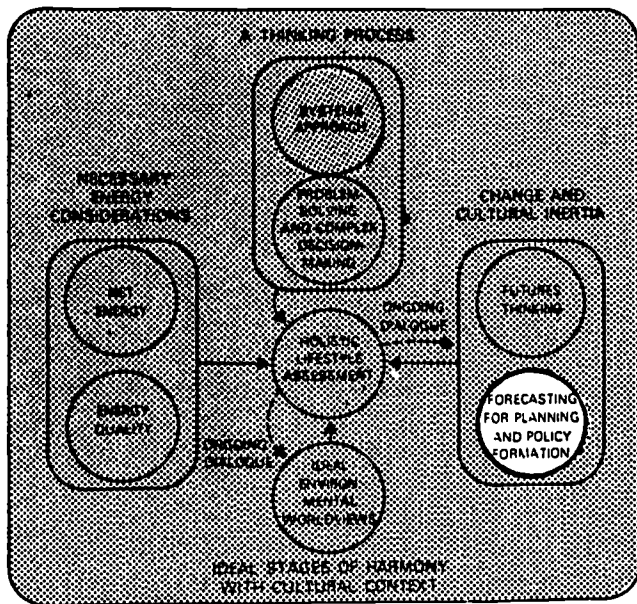 A THINKING PROCESS
SYSTEMS
APPROACH
PROBLEM
SOLVING
AND COMPLEX
DECISION-
MAKING
NECESSARY
ENERGY
CONSIDERATIONS
NET
ENERGY
ENERGY
QUALITY
CHANGE AND
CULTURAL INERTIA
FUTURES
THINKING
FORECASTING
FOR PLANNING
AND POLICY
FORMATION
ONGOING
DIALOGUE
HOLISTIC
LIFESTYLE
ASSESSMENT
ONGOING
DIALOGUE
IDEAL
ENVIRON
MENTAL
WORLDVIEWS
IDEAL STAGES OF HARMONY
WITH CULTURAL CONTEXT